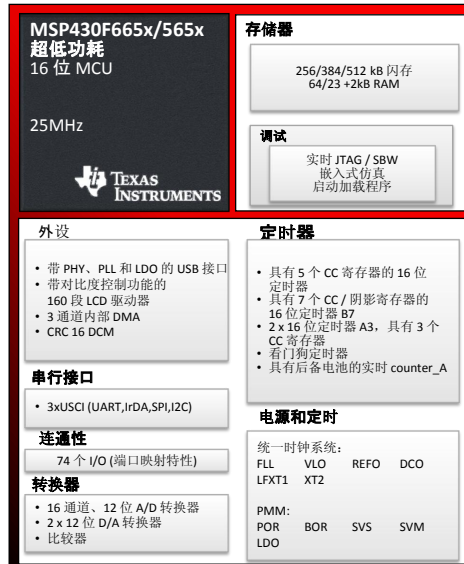 MSP430F665x/565x
超低功耗
16 位 MCU
25MHz
TEXAS
INSTRUMENTS
存储器
256/384/512 kB 闪存
64/23 +2kB RAM
调试
实时 JTAG / SBW
嵌入式仿真
启动加载程序
外设
• 带 PHY、PLL 和 LDO 的 USB 接口
• 带对比度控制功能的
160 段 LCD 驱动器
• 3 通道内部 DMA
• CRC 16 DCM
串行接口
• 3xUSCI (UART,IrDA,SPI,I2C)
连通性
74 个 I/O (端口映射特性)
转换器
• 16 通道、12 位 A/D 转换器
• 2 x 12 位 D/A 转换器
• 比较器
定时器
• 具有 5 个 CC 寄存器的 16 位
定时器
• 具有 7 个 CC / 阴影寄存器的
16 位定时器 B7
• 2 x 16 位定时器 A3，具有 3 个
CC 寄存器
• 看门狗定时器
• 具有后备电池的实时 counter_A
电源和定时
统一时钟系统：
FLL VLO REFO DCO
LFXT1 XT2
PMM:
POR BOR SVS SVM
LDO